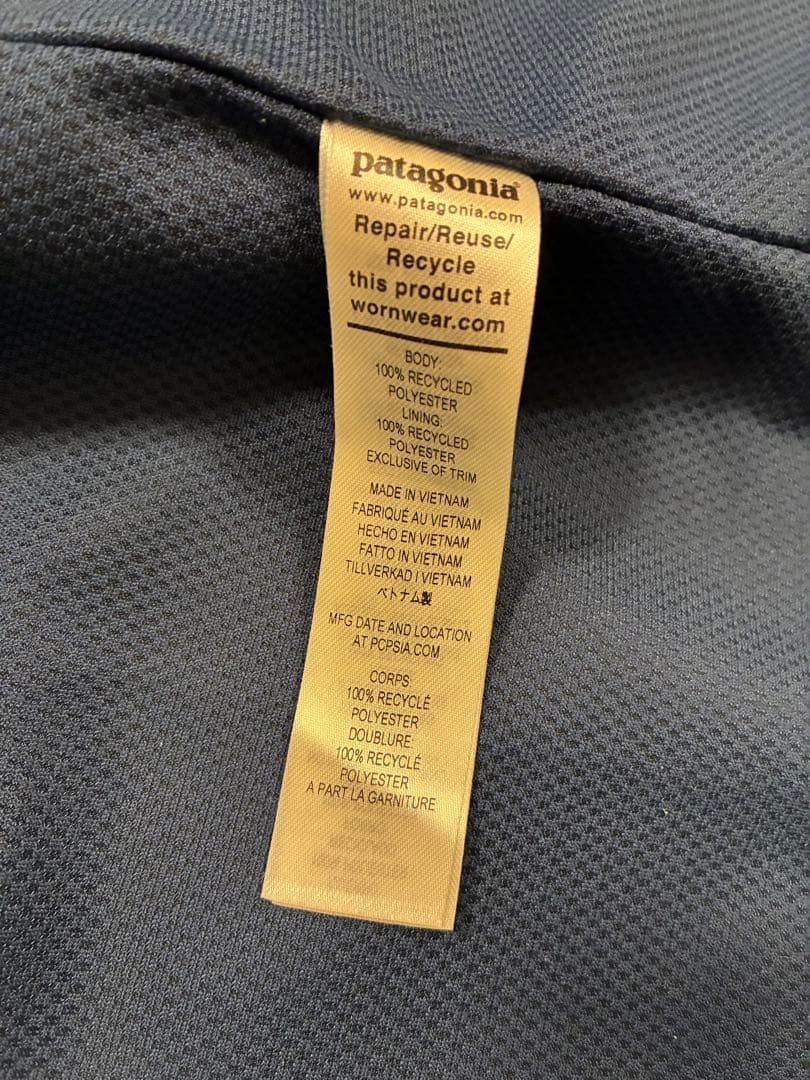 patagonia®
www.patagonia.com
Repair/Reuse/
Recycle
this product at
wornwear.com
BODY:
100% RECYCLED
POLYESTER
LINING:
100% RECYCLED
POLYESTER
EXCLUSIVE OF TRIM
MADE IN VIETNAM
FABRIQUÉ AU VIETNAM
HECHO EN VIETNAM
FATTO IN VIETNAM
TILLVERKAD I VIETNAM
ベトナム製
MFG DATE AND LOCATION
AT PCPSIA.COM
CORPS:
100% RECYCLÉ
POLYESTER
DOUBLURE:
100% RECYCLÉ
POLYESTER
A PART LA GARNITURE